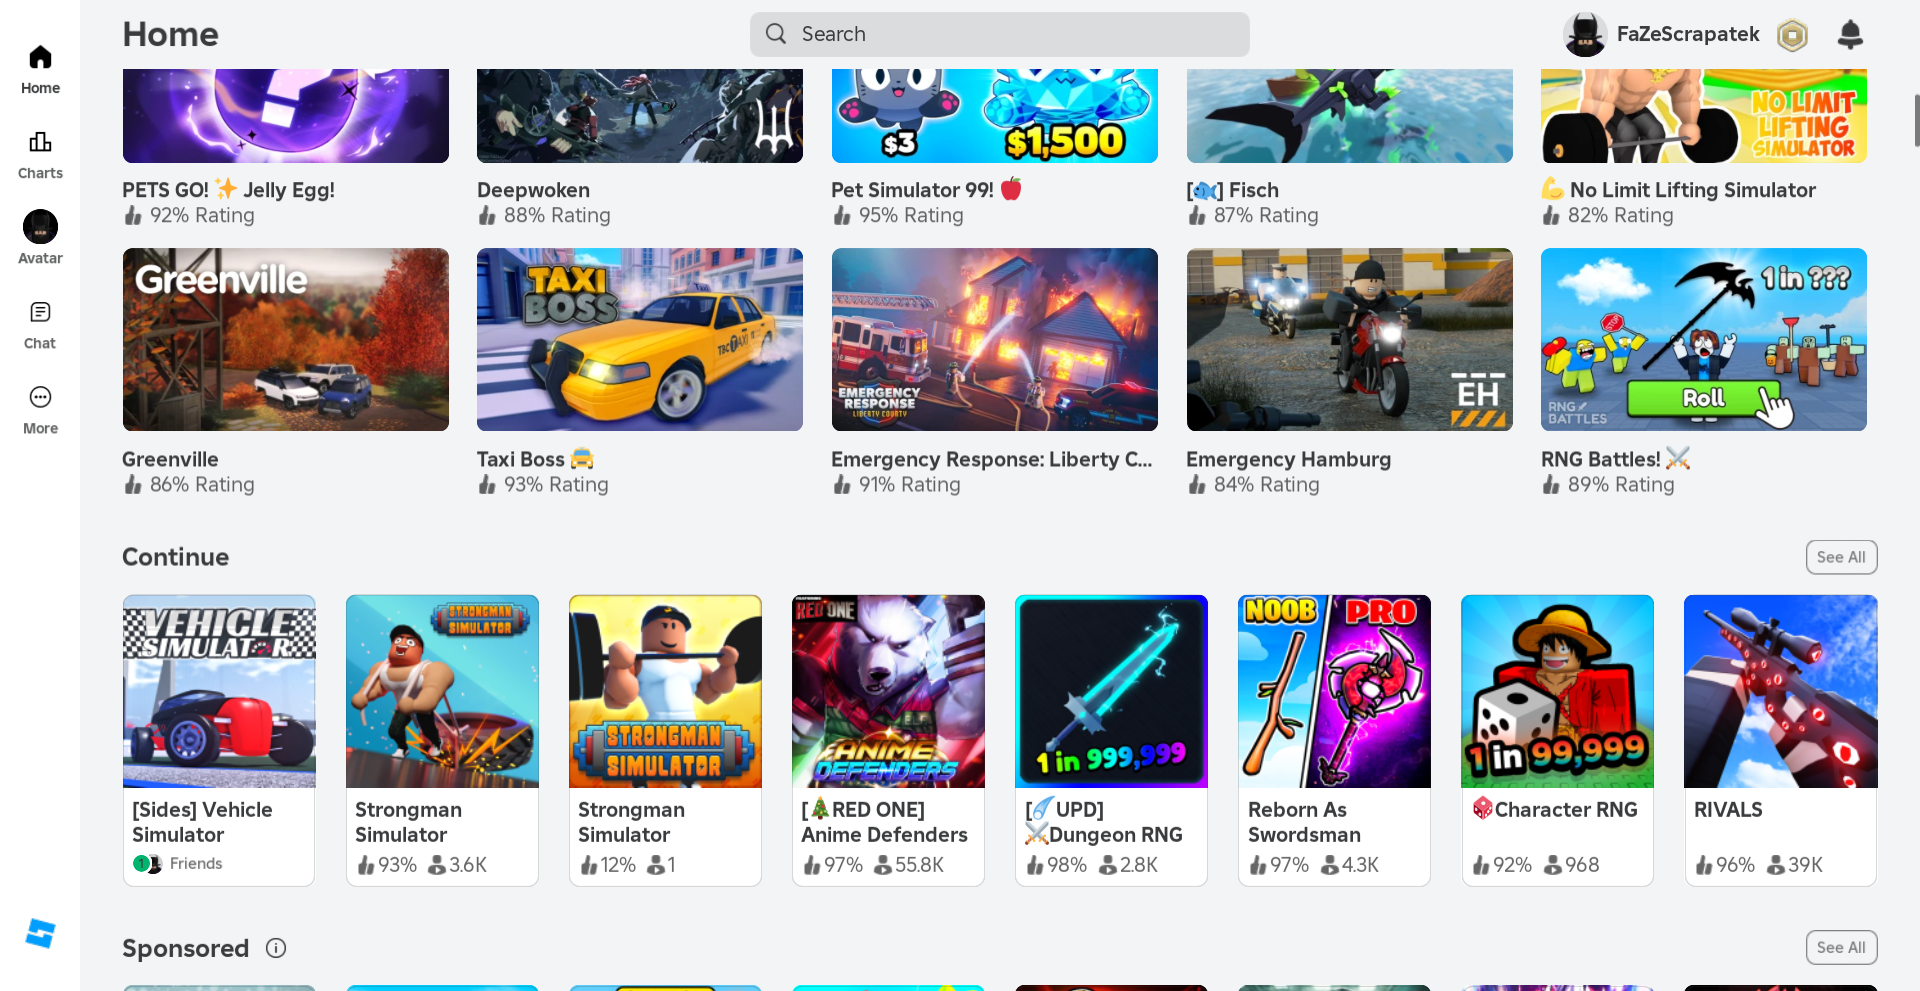 Home
Search
FaZeScrapatek
Home
Charts
Avatar
Chat
More
$3
$1,500
NO LIMIT
LIFTING
SIMULATOR
PETS GO! ✨ Jelly Egg!
92% Rating
Deepwoken
88% Rating
Pet Simulator 99! 🍎
95% Rating
[🐟] Fisch
87% Rating
💪 No Limit Lifting Simulator
82% Rating
Greenville
TAXI
BOSS
TAXI
EMERGENCY
RESPONSE
LIBERTY COUNTY
EH
1 in ???
STOP
Roll
RNG
BATTLES
Greenville
86% Rating
Taxi Boss 🚖
93% Rating
Emergency Response: Liberty C...
91% Rating
Emergency Hamburg
84% Rating
RNG Battles! ⚔️
89% Rating
Continue
See All
VEHICLE
SIMULATOR
STRONGMAN
SIMULATOR
STRONGMAN
SIMULATOR
RED ONE
ANIME
DEFENDERS
1 in 999,999
NOOB
PRO
1 in 99,999
[Sides] Vehicle
Simulator
1
Friends
Strongman
Simulator
93% 3.6K
Strongman
Simulator
12% 1
[🎄RED ONE]
Anime Defenders
97% 55.8K
[☄️UPD]
⚔️Dungeon RNG
98% 2.8K
Reborn As
Swordsman
97% 4.3K
🎲Character RNG
92% 968
RIVALS
96% 39K
Sponsored
See All